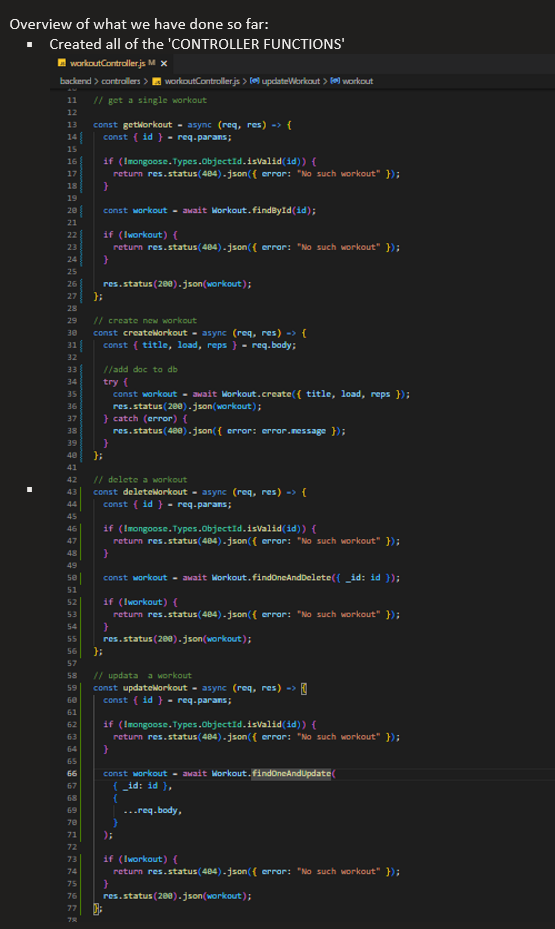 Overview of what we have done so far:
▪ Created all of the 'CONTROLLER FUNCTIONS'
workoutController.js M ×
backend > controllers > workoutController.js > updateWorkout > workout
11 // get a single workout
12
13 const getWorkout = async (req, res) => {
14 const { id } = req.params;
15
16 if (!mongoose.Types.ObjectId.isValid(id)) {
17 return res.status(404).json({ error: "No such workout" });
18 }
19
20 const workout = await Workout.findById(id);
21
22 if (!workout) {
23 return res.status(404).json({ error: "No such workout" });
24 }
25
26 res.status(200).json(workout);
27 };
28
29 // create new workout
30 const createWorkout = async (req, res) => {
31 const { title, load, reps } = req.body;
32
33 //add doc to db
34 try {
35 const workout = await Workout.create({ title, load, reps });
36 res.status(200).json(workout);
37 } catch (error) {
38 res.status(400).json({ error: error.message });
39 }
40 };
41
42 // delete a workout
43 const deleteWorkout = async (req, res) => {
44 const { id } = req.params;
45
46 if (!mongoose.Types.ObjectId.isValid(id)) {
47 return res.status(404).json({ error: "No such workout" });
48 }
49
50 const workout = await Workout.findOneAndDelete({ _id: id });
51
52 if (!workout) {
53 return res.status(404).json({ error: "No such workout" });
54 }
55 res.status(200).json(workout);
56 };
57
58 // updata a workout
59 const updateWorkout = async (req, res) => {
60 const { id } = req.params;
61
62 if (!mongoose.Types.ObjectId.isValid(id)) {
63 return res.status(404).json({ error: "No such workout" });
64 }
65
66 const workout = await Workout.findOneAndUpdate(
67 { _id: id },
68 {
69 ...req.body,
70 }
71 );
72
73 if (!workout) {
74 return res.status(404).json({ error: "No such workout" });
75 }
76 res.status(200).json(workout);
77 };
78